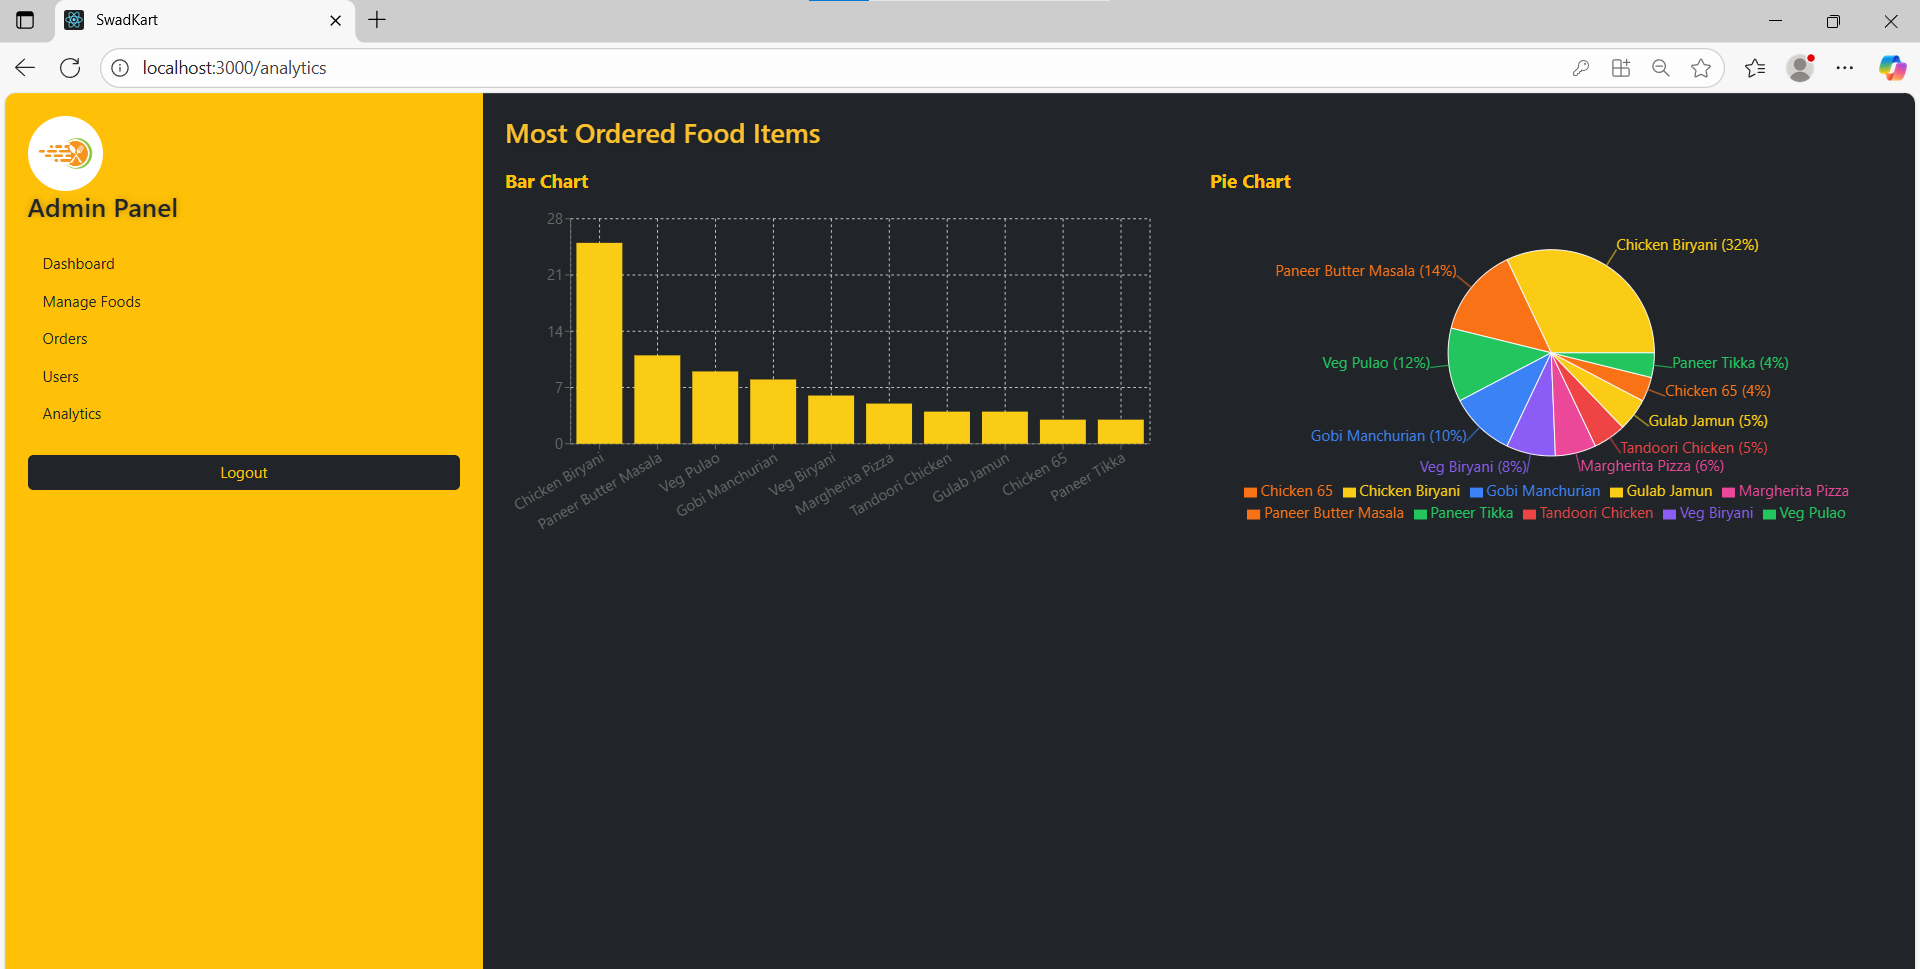 SwadKart
localhost:3000/analytics
Admin Panel
Dashboard
Manage Foods
Orders
Users
Analytics
Logout
Most Ordered Food Items
Bar Chart
28
21
14
7
0
Chicken Biryani
Paneer Butter Masala
Veg Pulao
Gobi Manchurian
Veg Biryani
Margherita Pizza
Tandoori Chicken
Gulab Jamun
Chicken 65
Paneer Tikka
Pie Chart
Chicken Biryani (32%)
Paneer Butter Masala (14%)
Veg Pulao (12%)
Paneer Tikka (4%)
Chicken 65 (4%)
Gulab Jamun (5%)
Gobi Manchurian (10%)
Tandoori Chicken (5%)
Veg Biryani (8%)
Margherita Pizza (6%)
Chicken 65 Chicken Biryani Gobi Manchurian Gulab Jamun Margherita Pizza
Paneer Butter Masala Paneer Tikka Tandoori Chicken Veg Biryani Veg Pulao